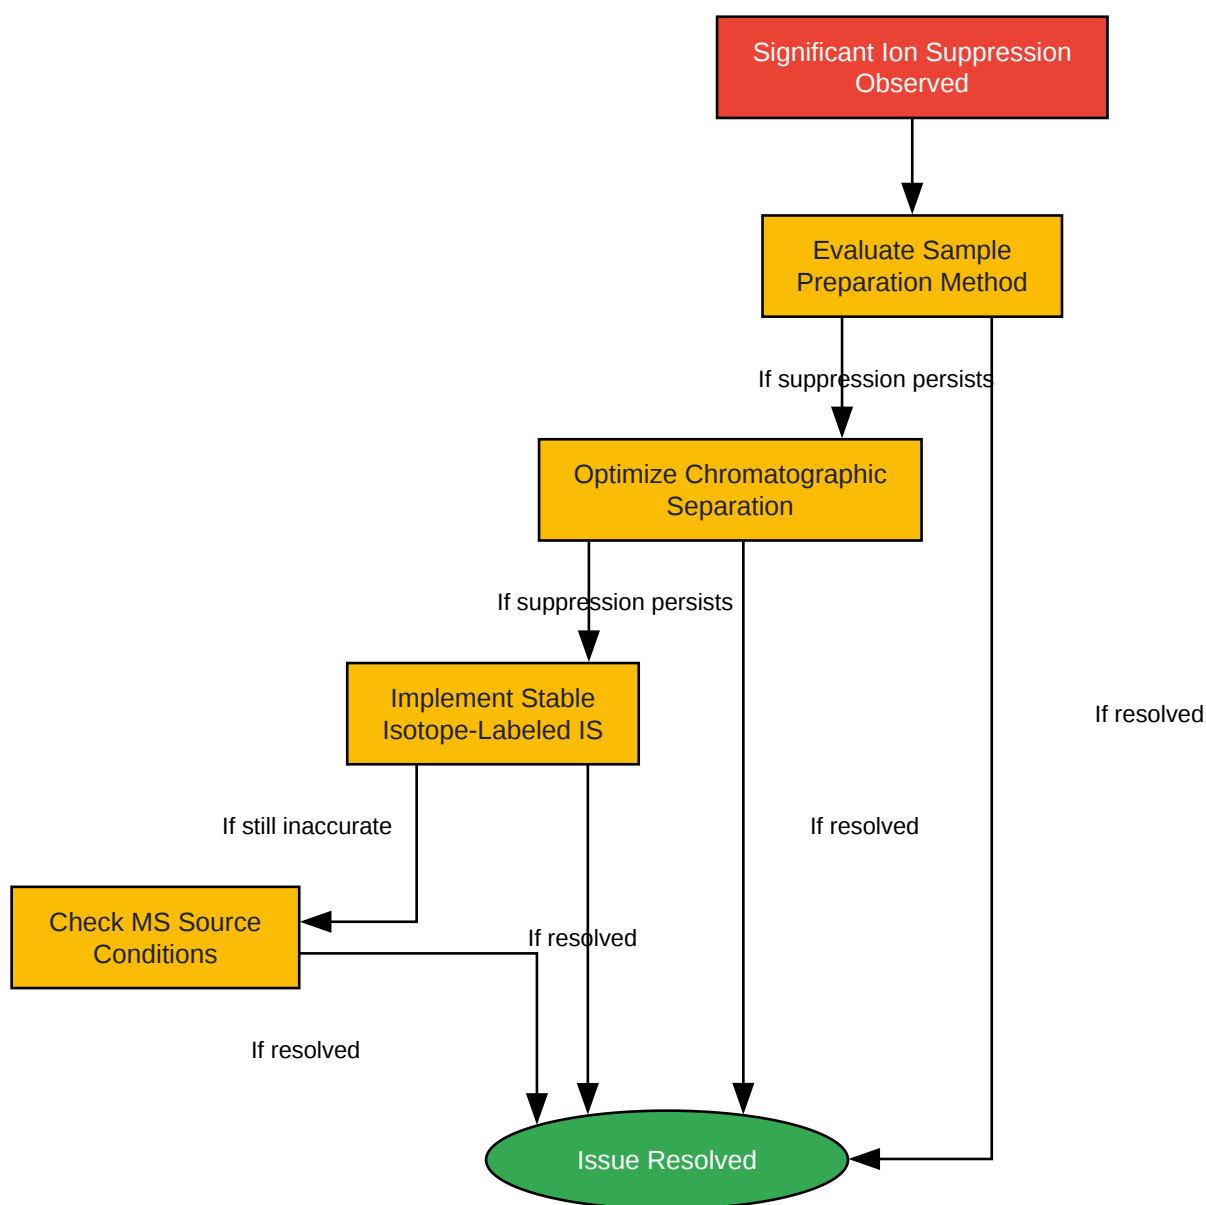 Significant Ion Suppression
Observed
Evaluate Sample
Preparation Method
If suppression persists
Optimize Chromatographic
Separation
If suppression persists
Implement Stable
Isotope-Labeled IS
If resolved
If still inaccurate
If resolved
Check MS Source
Conditions
If resolved
If resolved
Issue Resolved